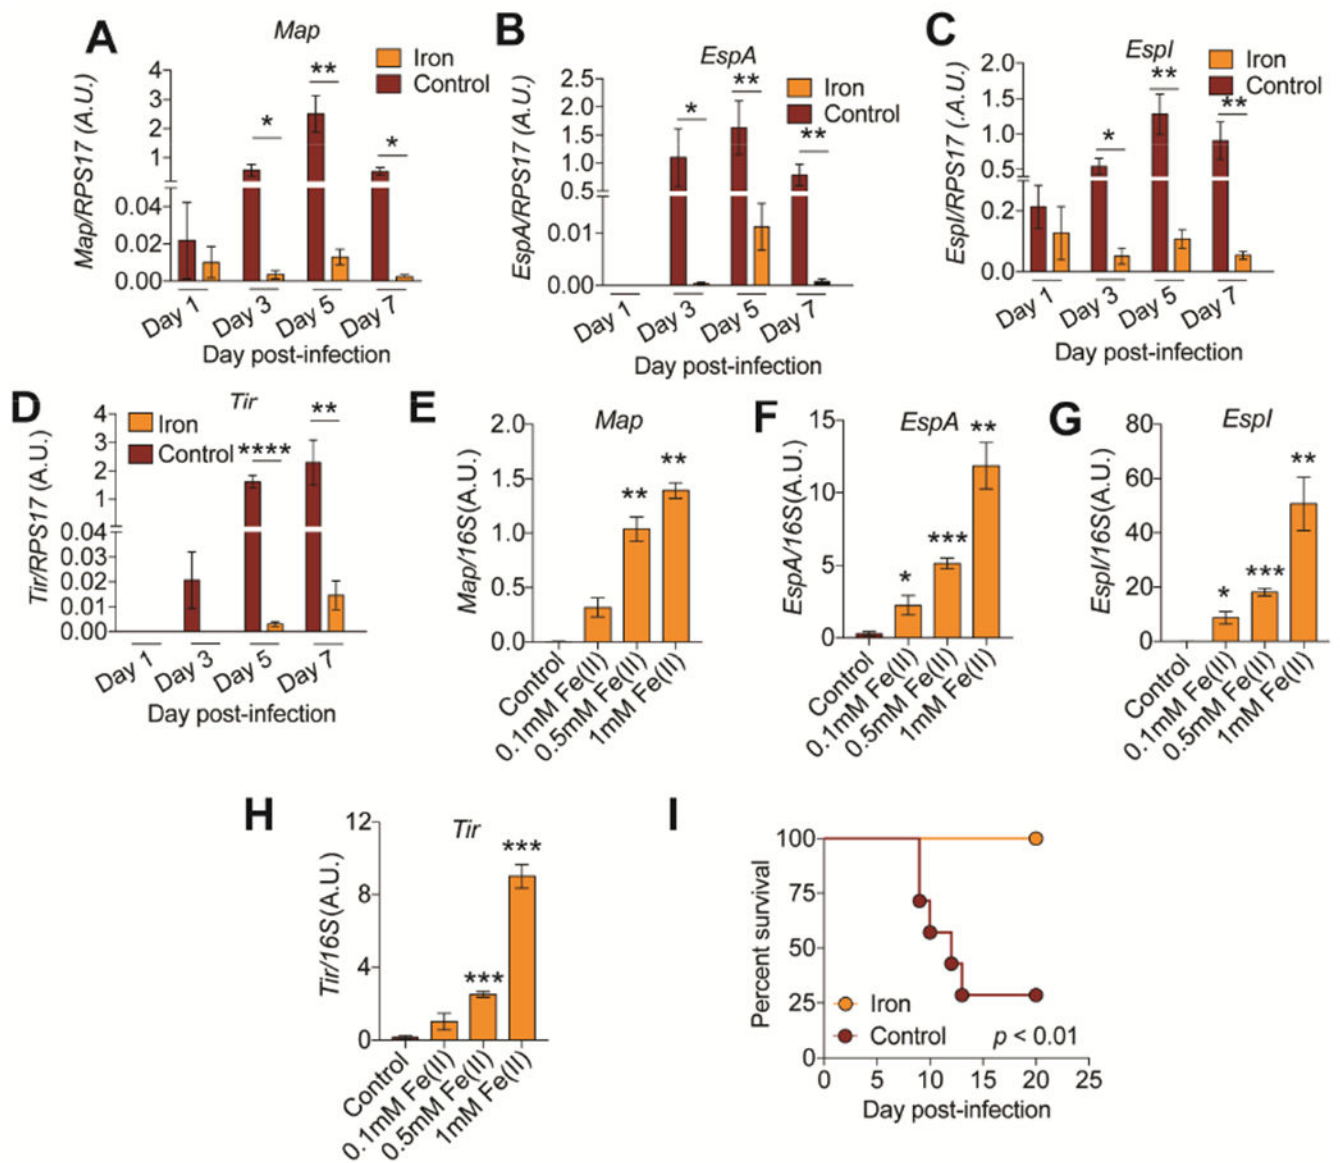 A
Map
Iron
Control
Map/RPS17 (A.U.)
4
3
2
1
0.04
0.02
0.00
*
**
*
Day 1
Day 3
Day 5
Day 7
Day post-infection
B
EspA
Iron
Control
EspA/RPS17 (A.U.)
2.5
2.0
1.5
1.0
0.5
0.01
0.00
*
**
**
Day 1
Day 3
Day 5
Day 7
Day post-infection
C
EspI
Iron
Control
EspI/RPS17 (.A.U.)
2.0
1.5
1.0
0.5
0.2
0.0
*
**
**
Day 1
Day 3
Day 5
Day 7
Day post-infection
D
Tir
Iron
Control
Tir/RPS17 (A.U.)
4
3
2
1
0.04
0.03
0.02
0.01
0.00
****
**
Day 1
Day 3
Day 5
Day 7
Day post-infection
E
Map
Map/16S(A.U.)
2.0
1.5
1.0
0.5
0.0
**
**
Control
0.1mM Fe(II)
0.5mM Fe(II)
1mM Fe(II)
F
EspA
EspA/16S(A.U.)
15
10
5
0
*
***
**
Control
0.1mM Fe(II)
0.5mM Fe(II)
1mM Fe(II)
G
EspI
EspI/16S(A.U.)
80
60
40
20
0
*
***
**
Control
0.1mM Fe(II)
0.5mM Fe(II)
1mM Fe(II)
H
Tir
Tir/16S(A.U.)
12
8
4
0
***
***
Control
0.1mM Fe(II)
0.5mM Fe(II)
1mM Fe(II)
I
Percent survival
100
75
50
25
0
Iron
Control
p < 0.01
0 5 10 15 20 25
Day post-infection